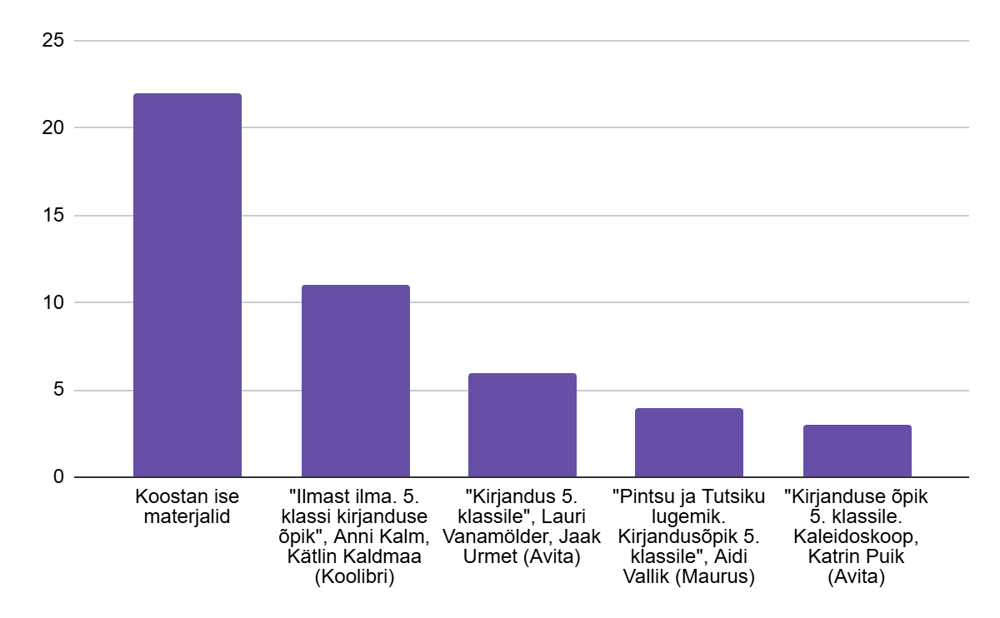 25
20
15
10
5
0
Koostan ise
materjalid
"Ilmast ilma. 5.
klassi kirjanduse
õpik", Anni Kalm,
Kätlin Kaldmaa
(Koolibri)
"Kirjandus 5.
klassile", Lauri
Vanamölder, Jaak
Urmet (Avita)
"Pintsu ja Tutsiku
lugemik.
Kirjandusõpik 5.
klassile", Aidi
Vallik (Maurus)
"Kirjanduse õpik
5. klassile.
Kaleidoskoop,
Katrin Puik
(Avita)